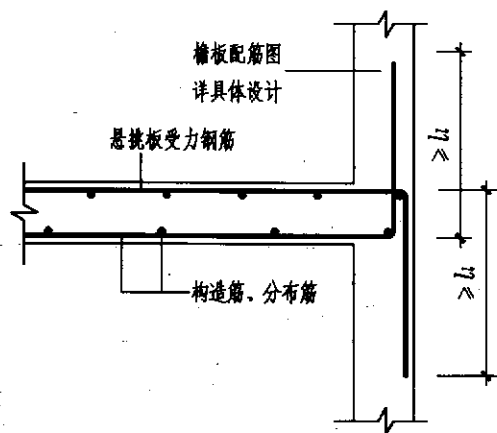 檐板配筋图
详具体设计
悬挑板受力钢筋
≥ l1
≥ l1
构造筋、分布筋